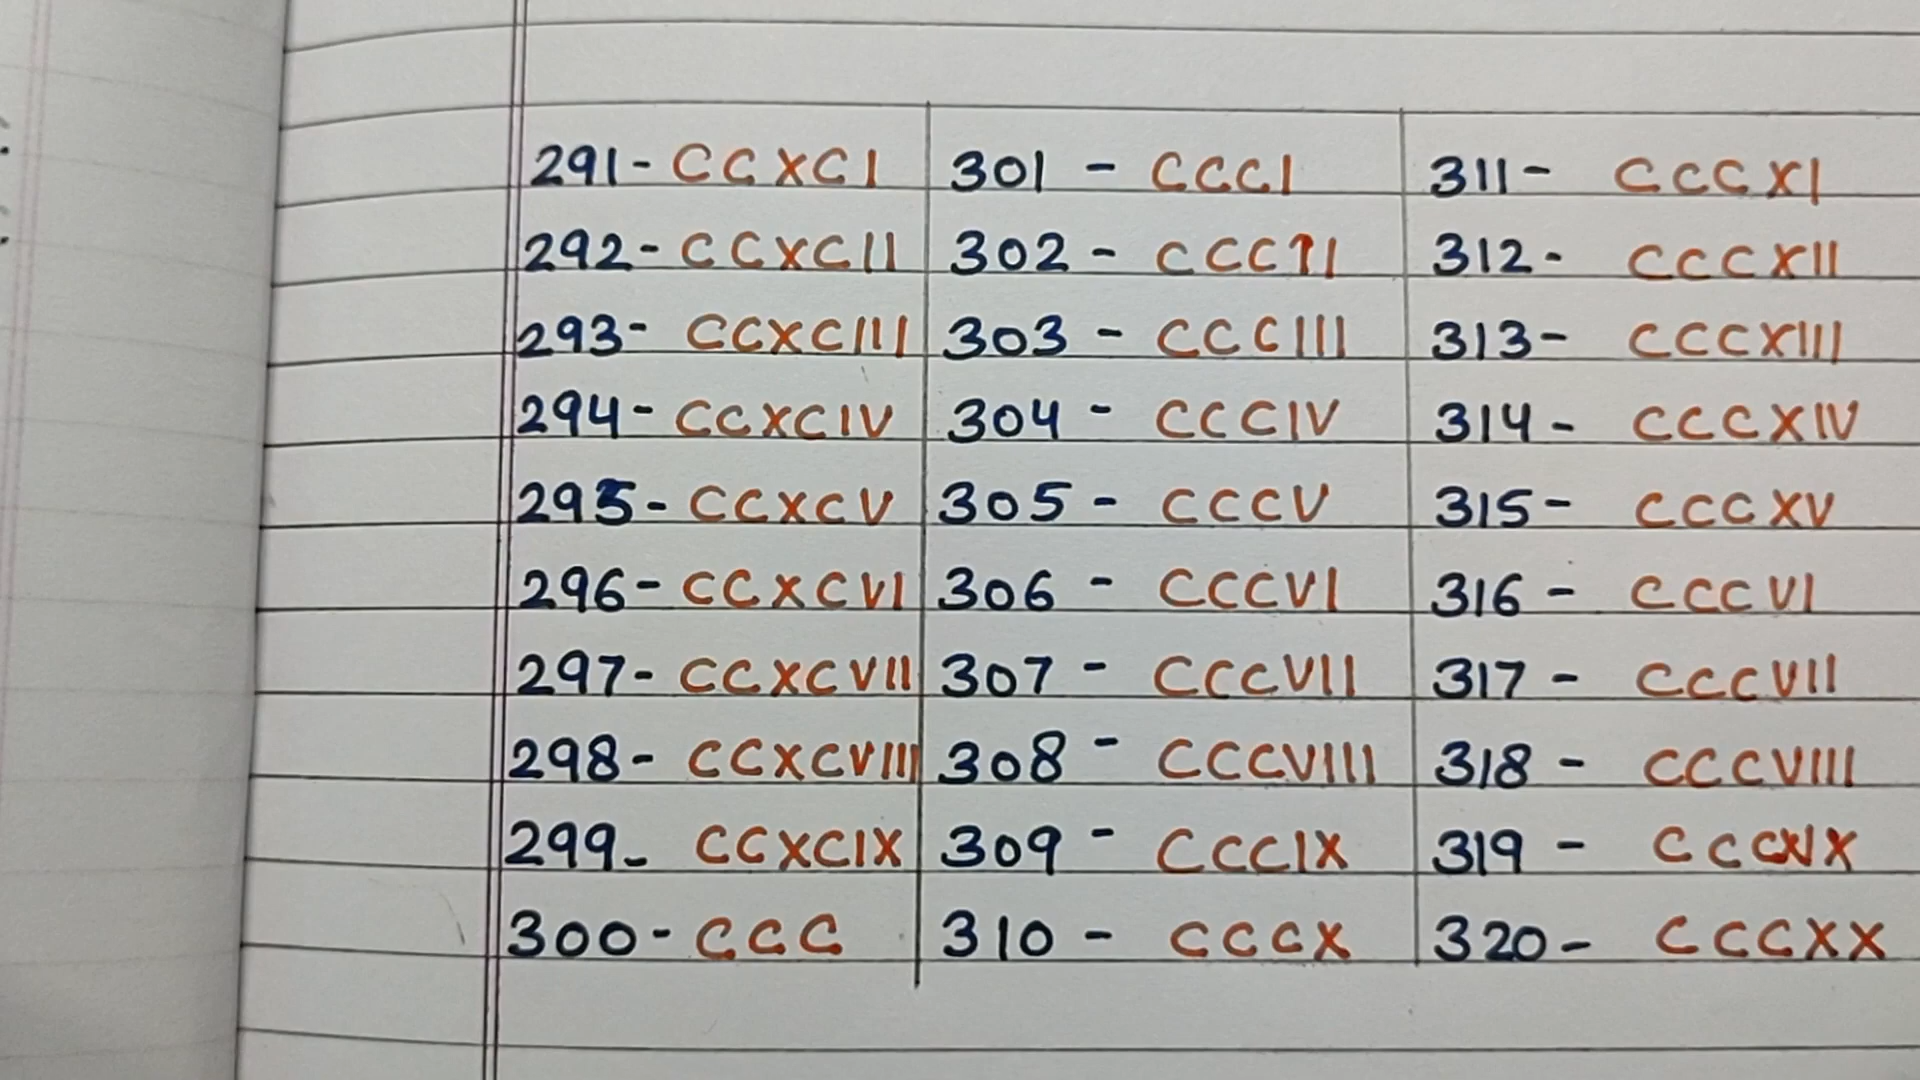 291- CCXCI
292- CCXCII
293- CCXCIII
294- CCXCIV
295- CCXCV
296- CCXCVI
297- CCXCVII
298- CCXCVIII
299- CCXCIX
300- CCC
301 - CCCI
302 - CCCII
303 - CCCIII
304 - CCCIV
305 - CCCV
306 - CCCVI
307 - CCCVII
308 - CCCVIII
309 - CCCIX
310 - CCCX
311- CCCXI
312- CCCXII
313- CCCXIII
314- CCCXIV
315- CCCXV
316- CCCVI
317- CCCVII
318- CCCVIII
319 -
320- CCCXX